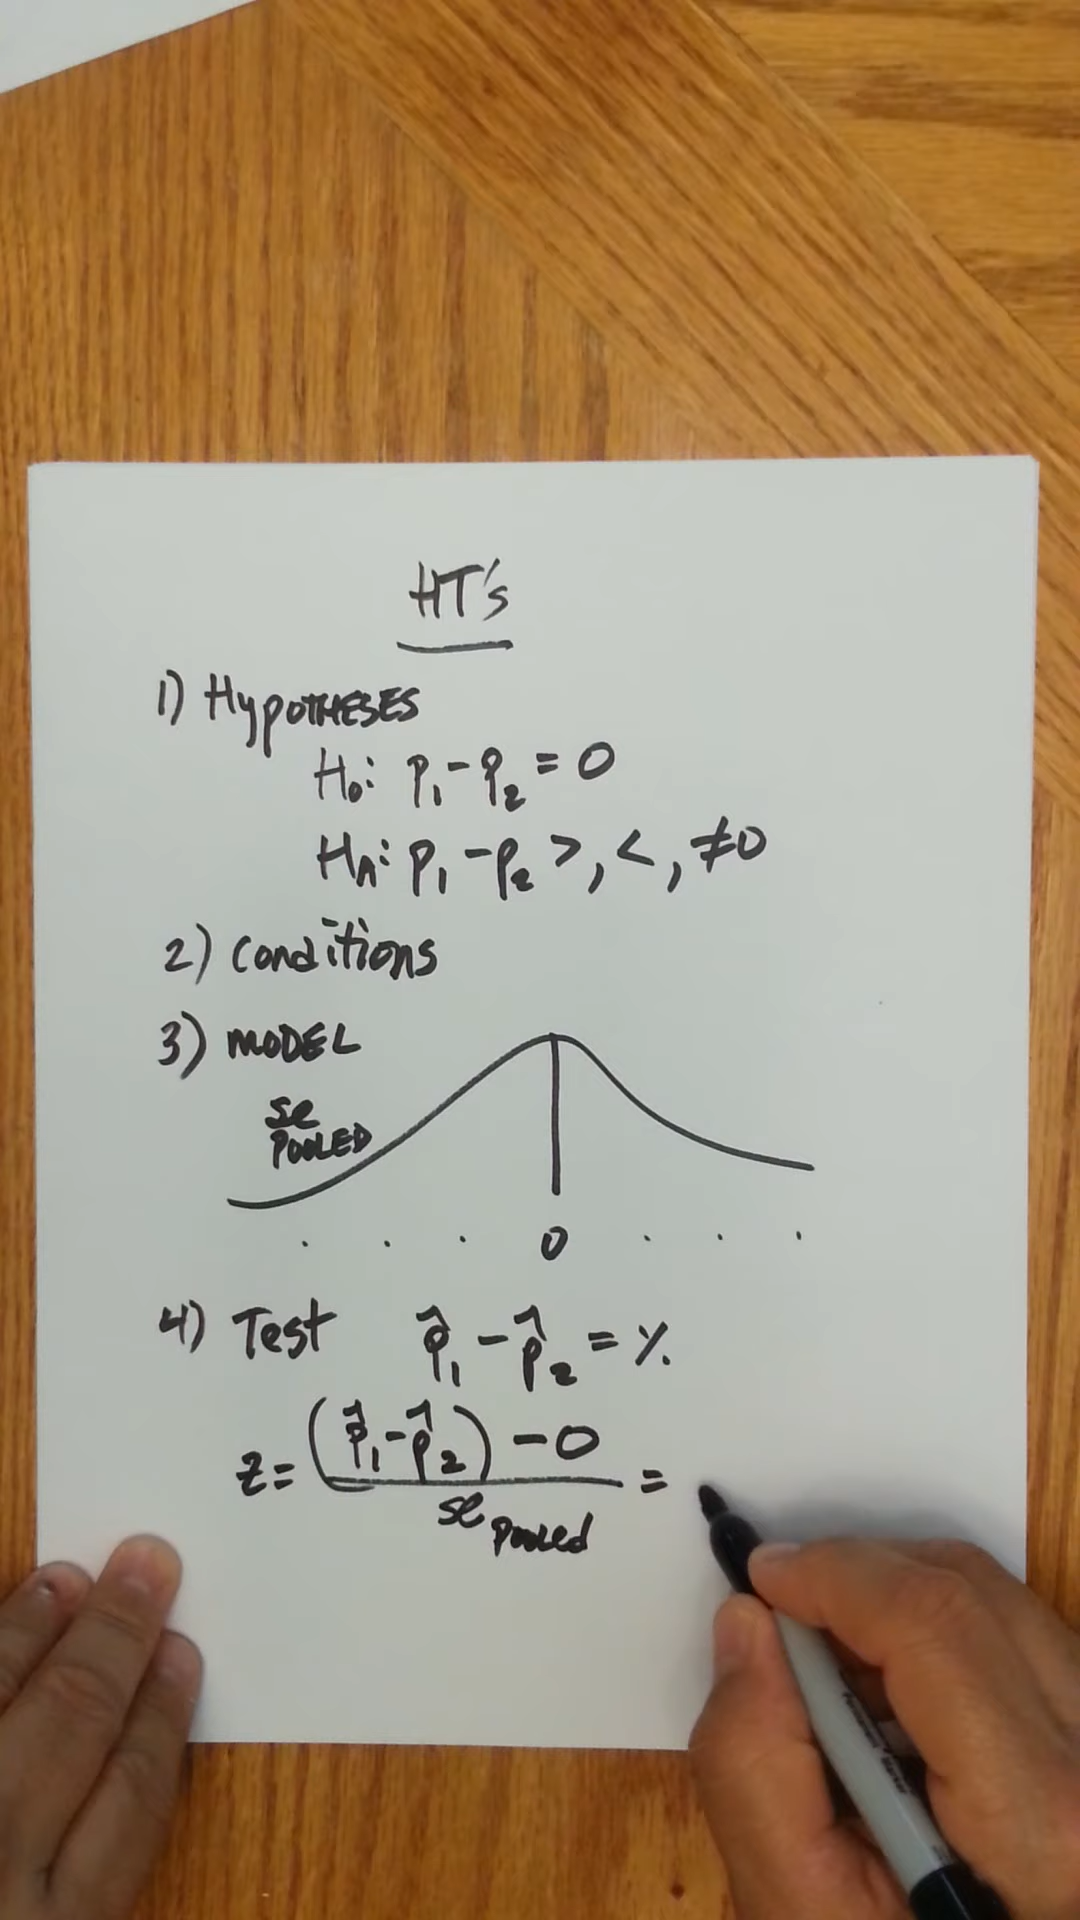 HT's
1) HypOTHESES
H₀: p₁-p₂ = 0
Hₐ: p₁-p₂ >, <, ≠0
2) Conditions
3) MODEL
se
POOLED
. . . 0 . . .
4) Test p̂₁ - p̂₂ = %
z = (p̂₁-p̂₂) - 0 / se pooled =